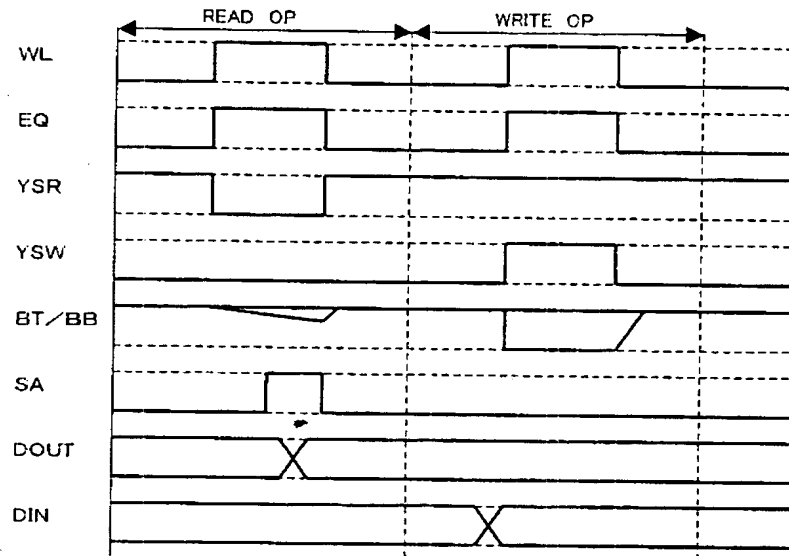 READ OP
WRITE OP
WL
EQ
YSR
YSW
BT/BB
SA
DOUT
DIN